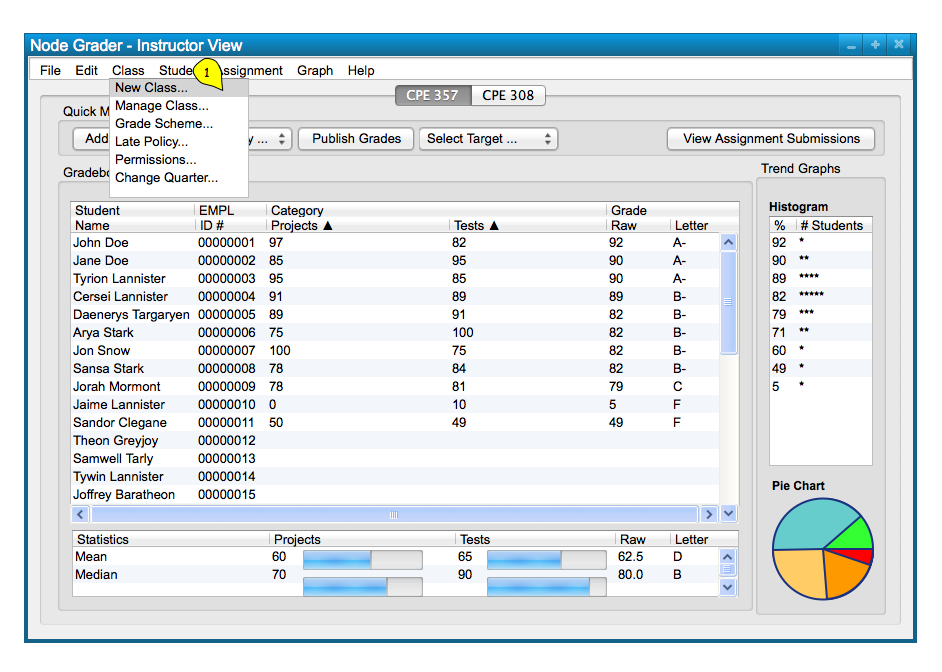 Node Grader - Instructor View
File Edit Class Stude 1 ssignment Graph Help
New Class...
Manage Class...
Grade Scheme...
Late Policy...
Permissions...
Change Quarter...
CPE 357 CPE 308
Quick M
Add y ... Publish Grades Select Target ... View Assignment Submissions
Gradebo
Student EMPL Category Grade
Name ID # Projects ▲ Tests ▲ Raw Letter
John Doe 00000001 97 82 92 A-
Jane Doe 00000002 85 95 90 A-
Tyrion Lannister 00000003 95 85 90 A-
Cersei Lannister 00000004 91 89 89 B-
Daenerys Targaryen 00000005 89 91 82 B-
Arya Stark 00000006 75 100 82 B-
Jon Snow 00000007 100 75 82 B-
Sansa Stark 00000008 78 84 82 B-
Jorah Mormont 00000009 78 81 79 C
Jaime Lannister 00000010 0 10 5 F
Sandor Clegane 00000011 50 49 49 F
Theon Greyjoy 00000012
Samwell Tarly 00000013
Tywin Lannister 00000014
Joffrey Baratheon 00000015
Statistics Projects Tests Raw Letter
Mean 60 65 62.5 D
Median 70 90 80.0 B
Trend Graphs
Histogram
% # Students
92 *
90 **
89 ****
82 *****
79 ***
71 **
60 *
49 *
5 *
Pie Chart